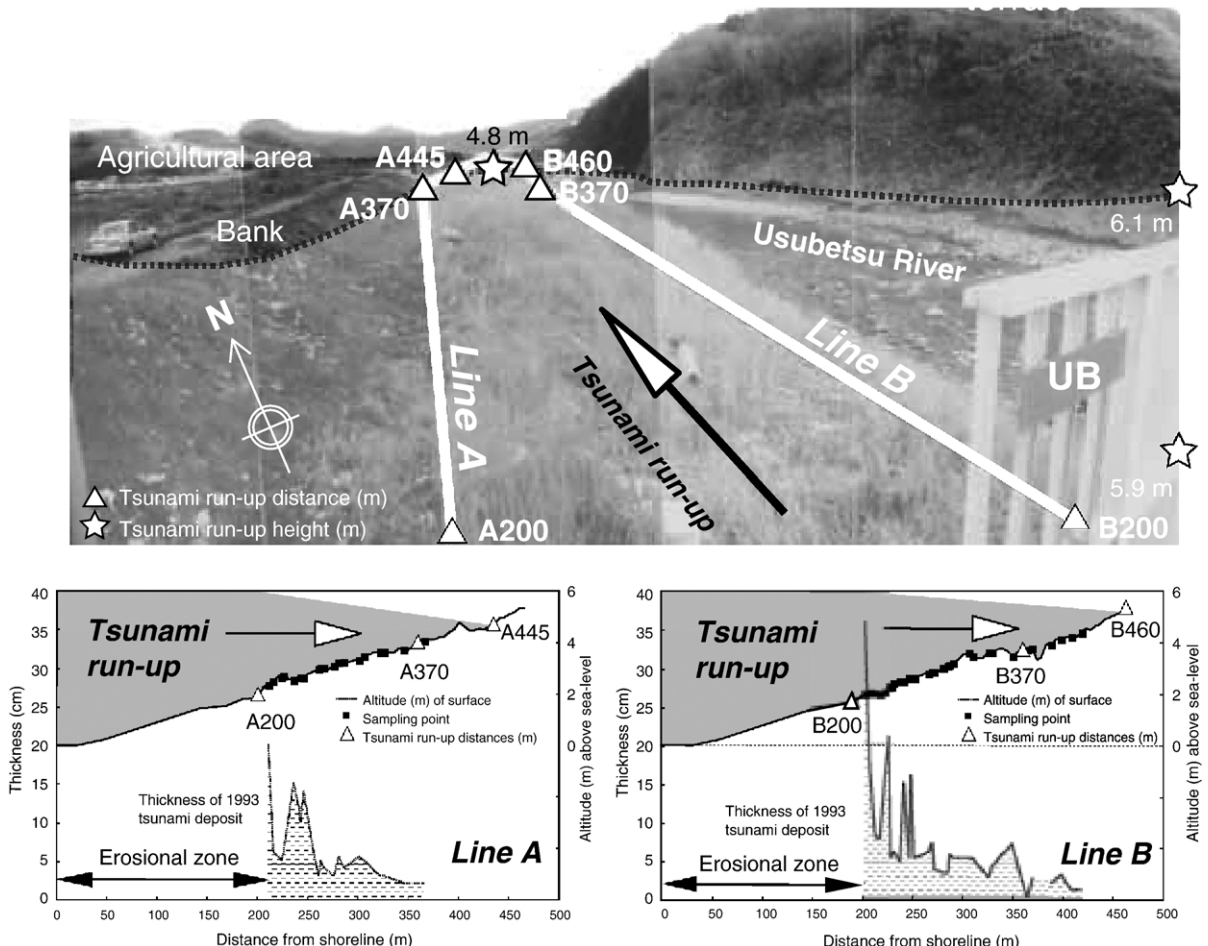 terrace
4.8 m
Agricultural area
A445
B460
A370
B370
Bank
6.1 m
Usubetsu River
N
Line A
Line B
UB
Tsunami run-up
5.9 m
Tsunami run-up distance (m)
Tsunami run-up height (m)
A200
B200
40
35
30
25
20
15
10
5
0
Thickness (cm)
Tsunami
run-up
A445
A370
A200
Altitude (m) of surface
Sampling point
Tsunami run-up distances (m)
Thickness of 1993
tsunami deposit
Erosional zone
Line A
6
4
2
0
Altitude (m) above sea-level
0 50 100 150 200 250 300 350 400 450 500
Distance from shoreline (m)
40
35
30
25
20
15
10
5
0
Thickness (cm)
Tsunami
run-up
B460
B370
B200
Altitude (m) of surface
Sampling point
Tsunami run-up distances (m)
Thickness of 1993
tsunami deposit
Erosional zone
Line B
6
4
2
0
Altitude (m) above sea-level
0 50 100 150 200 250 300 350 400 450 500
Distance from shoreline (m)